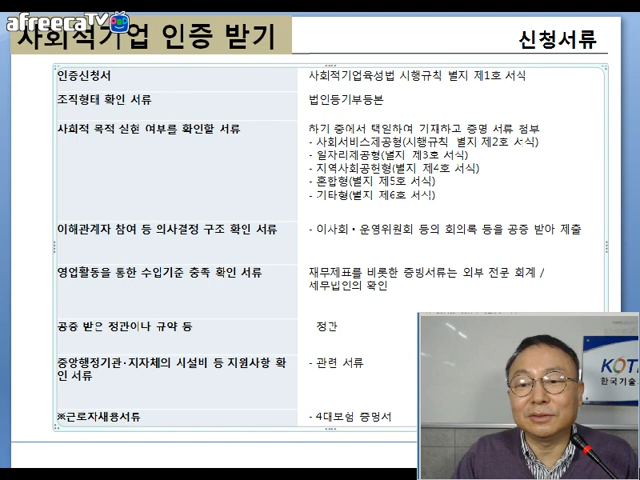 afreecaTV
사회적기업 인증 받기
신청서류
인증신청서
사회적기업육성법 시행규칙 별지 제1호 서식
조직형태 확인 서류
법인등기부등본
사회적 목적 실현 여부를 확인할 서류
하기 중에서 택일하여 기재하고 증명 서류 첨부
- 사회서비스제공형(시행규칙 별지 제2호 서식)
- 일자리제공형(별지 제3호 서식)
- 지역사회공헌형(별지 제4호 서식)
- 혼합형(별지 제5호 서식)
- 기타형(별지 제6호 서식)
이해관계자 참여 등 의사결정 구조 확인 서류
- 이사회·운영위원회 등의 회의록 등을 공증 받아 제출
영업활동을 통한 수입기준 충족 확인 서류
재무제표를 비롯한 증빙서류는 외부 전문 회계 /
세무법인의 확인
공증 받은 정관이나 규약 등
정관
중앙행정기관·지자체의 시설비 등 지원사항 확
인 서류
- 관련 서류
※근로자채용서류
- 4대보험 증명서
KOT
한국기술